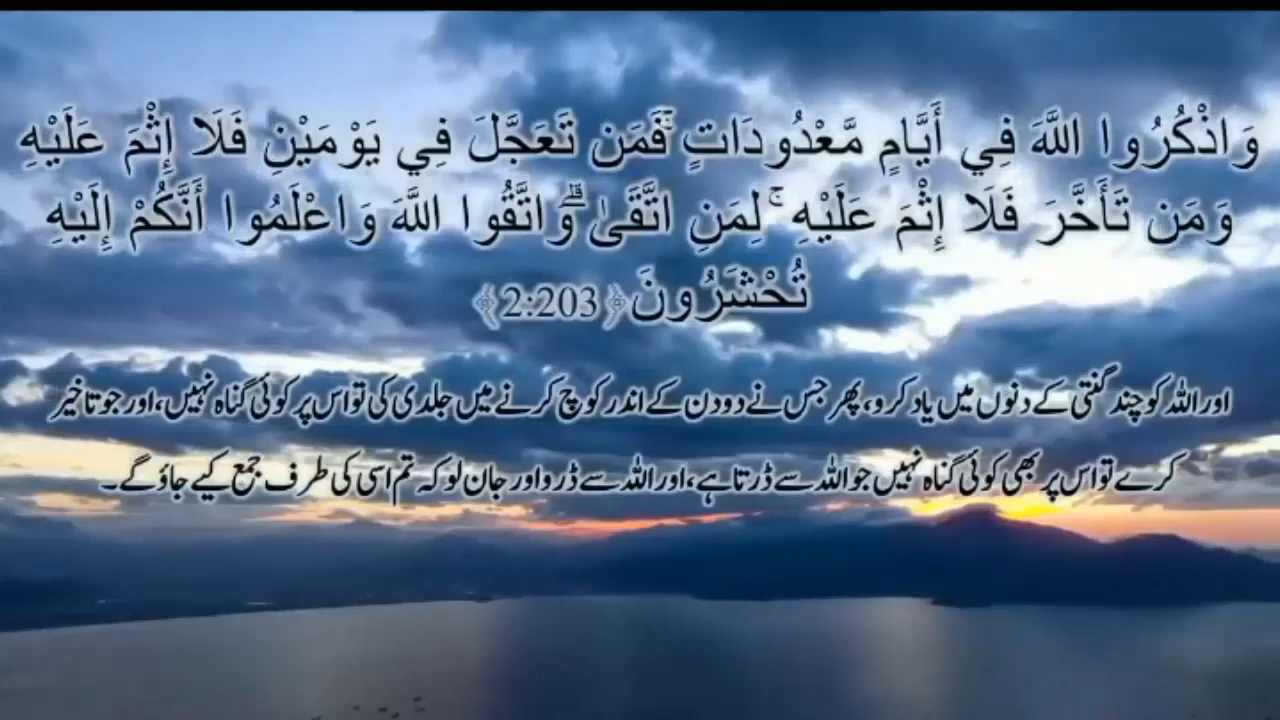 وَاذْكُرُوا اللَّهَ فِي أَيَّامٍ مَّعْدُودَاتٍ ۚ فَمَن تَعَجَّلَ فِي يَوْمَيْنِ فَلَا إِثْمَ عَلَيْهِ
وَمَن تَأَخَّرَ فَلَا إِثْمَ عَلَيْهِ ۚ لِمَنِ اتَّقَىٰ ۗ وَاتَّقُوا اللَّهَ وَاعْلَمُوا أَنَّكُمْ إِلَيْهِ
تُحْشَرُونَ ﴿2:203﴾
اور اللہ کو چند گنتی کے دنوں میں یاد کرو، پھر جس نے دو دن کے اندر کوچ کرنے میں جلدی کی تو اس پر کوئی گناہ نہیں، اور جو تاخیر
کرے تو اس پر بھی کوئی گناہ نہیں جو اللہ سے ڈرتا ہے، اور اللہ سے ڈرو اور جان لو کہ تم اسی کی طرف جمع کیے جاؤ گے۔